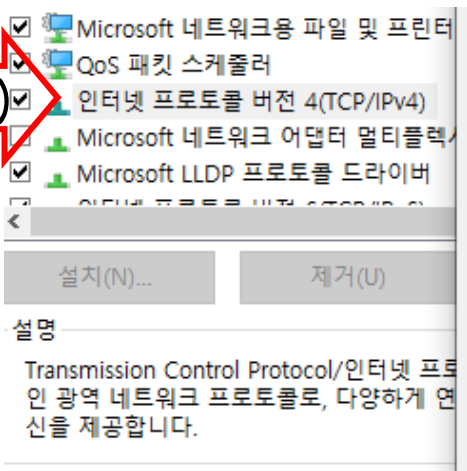 Microsoft 네트워크용 파일 및 프린터
QoS 패킷 스케줄러
인터넷 프로토콜 버전 4(TCP/IPv4)
Microsoft 네트워크 어댑터 멀티플렉
Microsoft LLDP 프로토콜 드라이버
설치(N)...
제거(U)
설명
Transmission Control Protocol/인터넷 프로
인 광역 네트워크 프로토콜로, 다양하게 연
신을 제공합니다.